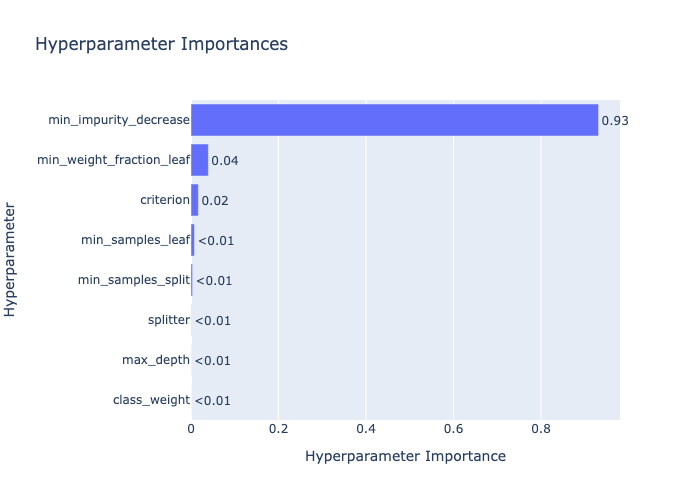 Hyperparameter Importances
Hyperparameter
min_impurity_decrease 0.93
min_weight_fraction_leaf 0.04
criterion 0.02
min_samples_leaf <0.01
min_samples_split <0.01
splitter <0.01
max_depth <0.01
class_weight <0.01
0 0.2 0.4 0.6 0.8
Hyperparameter Importance